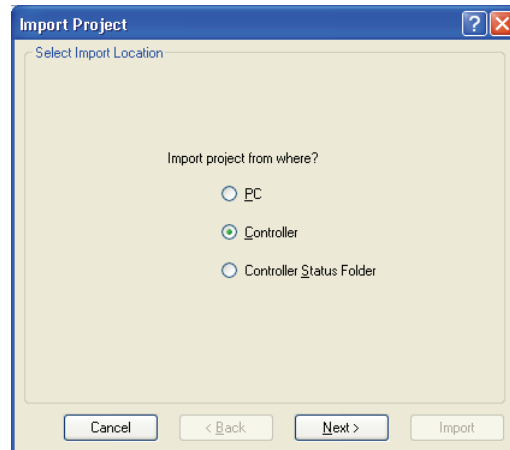 Import Project
Select Import Location
Import project from where?
PC
Controller
Controller Status Folder
Cancel
< Back
Next >
Import